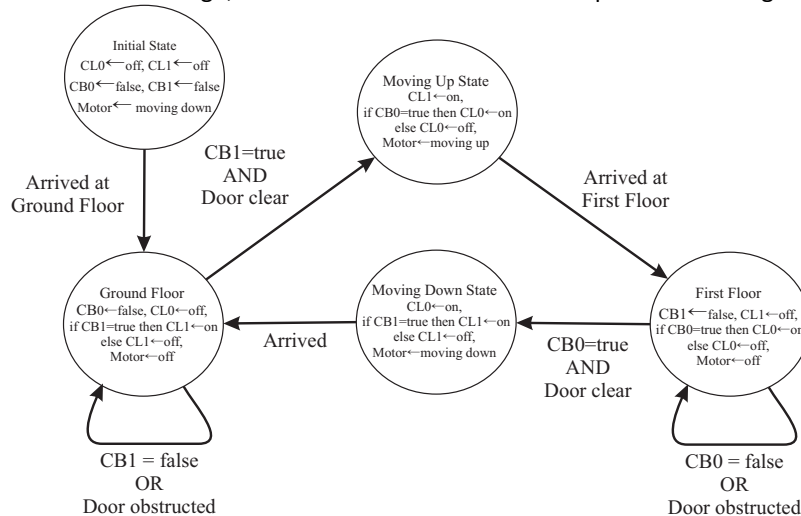 Initial State
CL0←off, CL1←off
CB0←false, CB1←false
Motor← moving down
Arrived at
Ground Floor
CB1=true
AND
Door clear
Moving Up State
CL1←on,
if CB0=true then CL0←on
else CL0←off,
Motor←moving up
Arrived at
First Floor
Ground Floor
CB0←false, CL0←off,
if CB1=true then CL1←on
else CL1←off,
Motor←off
Arrived
Moving Down State
CL0←on,
if CB1=true then CL1←on
else CL1←off,
Motor←moving down
CB0=true
AND
Door clear
First Floor
CB1←false, CL1←off,
if CB0=true then CL0←on
else CL0←off,
Motor←off
CB1 = false
OR
Door obstructed
CB0 = false
OR
Door obstructed